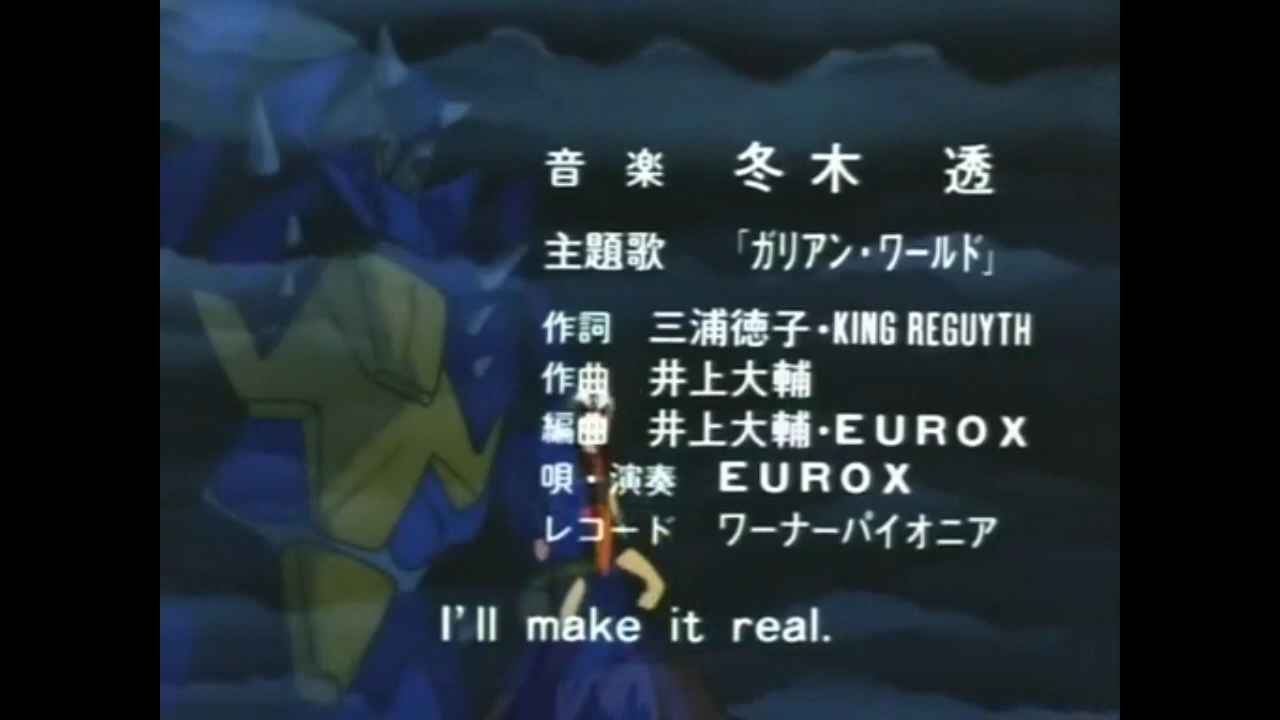 音楽 冬木 透
主題歌 「ガリアン・ワールド」
作詞 三浦徳子・KING REGUYTH
作曲 井上大輔
編曲 井上大輔・EUROX
唄・演奏 EUROX
レコード ワーナーパイオニア
I'll make it real.